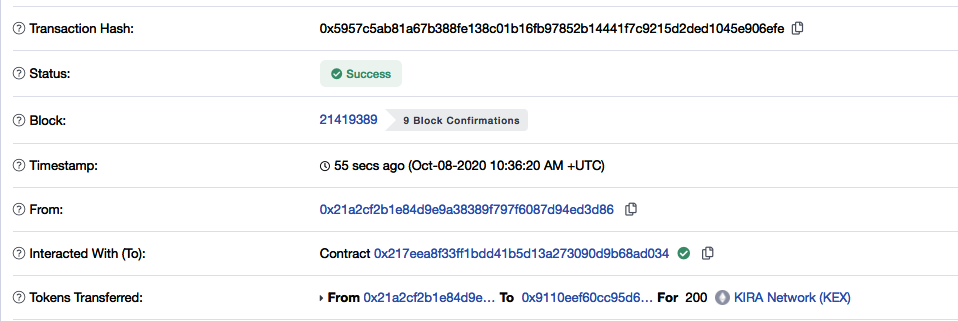 Transaction Hash: 0x5957c5ab81a67b388fe138c01b16fb97852b14441f7c9215d2ded1045e906efe
Status: Success
Block: 21419389 9 Block Confirmations
Timestamp: 55 secs ago (Oct-08-2020 10:36:20 AM +UTC)
From: 0x21a2cf2b1e84d9e9a38389f797f6087d94ed3d86
Interacted With (To): Contract 0x217eea8f33ff1bdd41b5d13a273090d9b68ad034
Tokens Transferred: From 0x21a2cf2b1e84d9e... To 0x9110eef60cc95d6... For 200 KIRA Network (KEX)